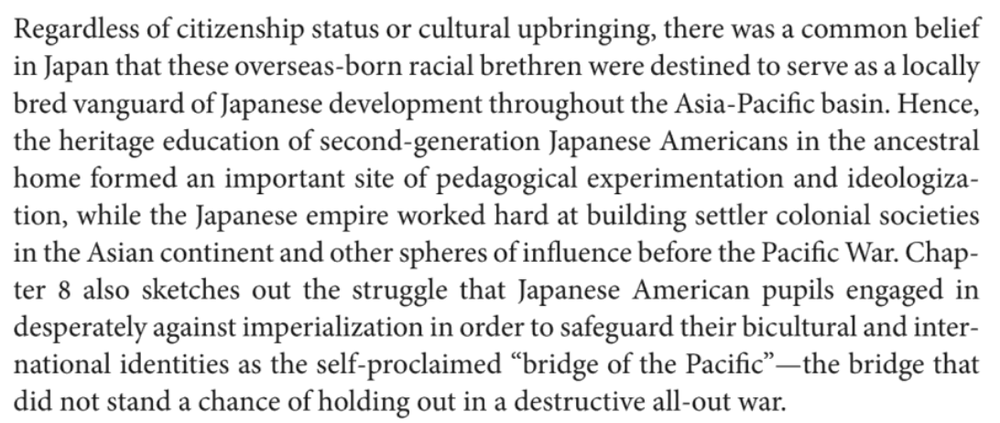 Regardless of citizenship status or cultural upbringing, there was a common belief
in Japan that these overseas-born racial brethren were destined to serve as a locally
bred vanguard of Japanese development throughout the Asia-Pacific basin. Hence,
the heritage education of second-generation Japanese Americans in the ancestral
home formed an important site of pedagogical experimentation and ideologiza-
tion, while the Japanese empire worked hard at building settler colonial societies
in the Asian continent and other spheres of influence before the Pacific War. Chap-
ter 8 also sketches out the struggle that Japanese American pupils engaged in
desperately against imperialization in order to safeguard their bicultural and inter-
national identities as the self-proclaimed “bridge of the Pacific”—the bridge that
did not stand a chance of holding out in a destructive all-out war.